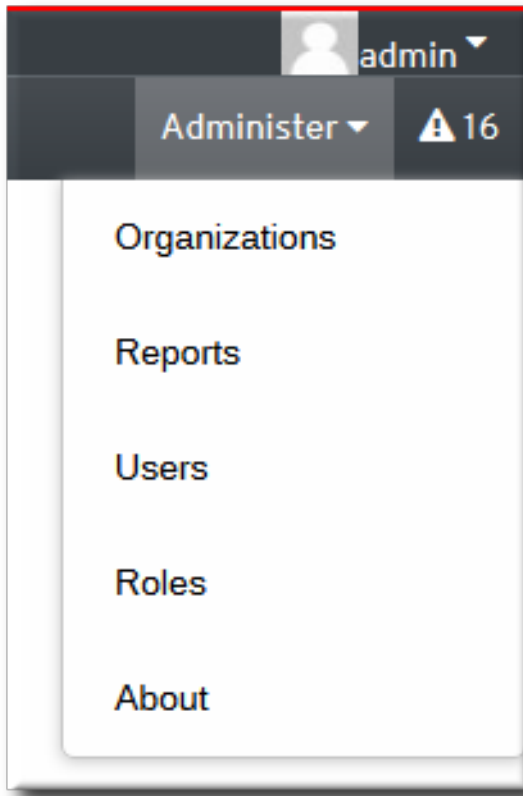 admin
Administer 16
Organizations
Reports
Users
Roles
About